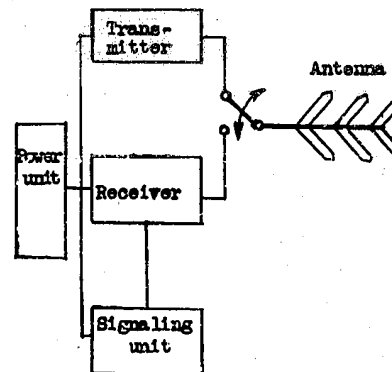 Trans-
mitter
Antenna
Power
unit
Receiver
Signaling
unit